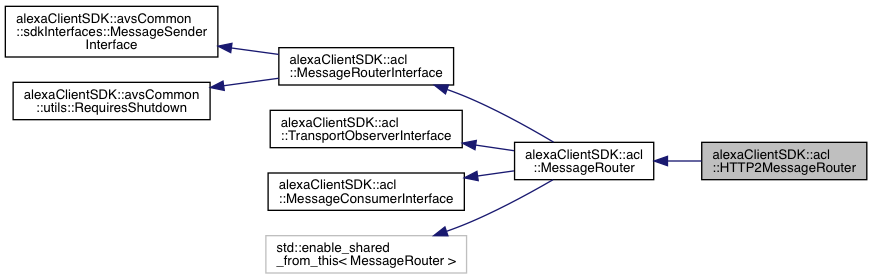 alexaClientSDK::avsCommon
::sdkInterfaces::MessageSender
Interface
alexaClientSDK::avsCommon
::utils::RequiresShutdown
alexaClientSDK::acl
::MessageRouterInterface
alexaClientSDK::acl
::TransportObserverInterface
alexaClientSDK::acl
::MessageConsumerInterface
std::enable_shared
_from_this< MessageRouter >
alexaClientSDK::acl
::MessageRouter
alexaClientSDK::acl
::HTTP2MessageRouter